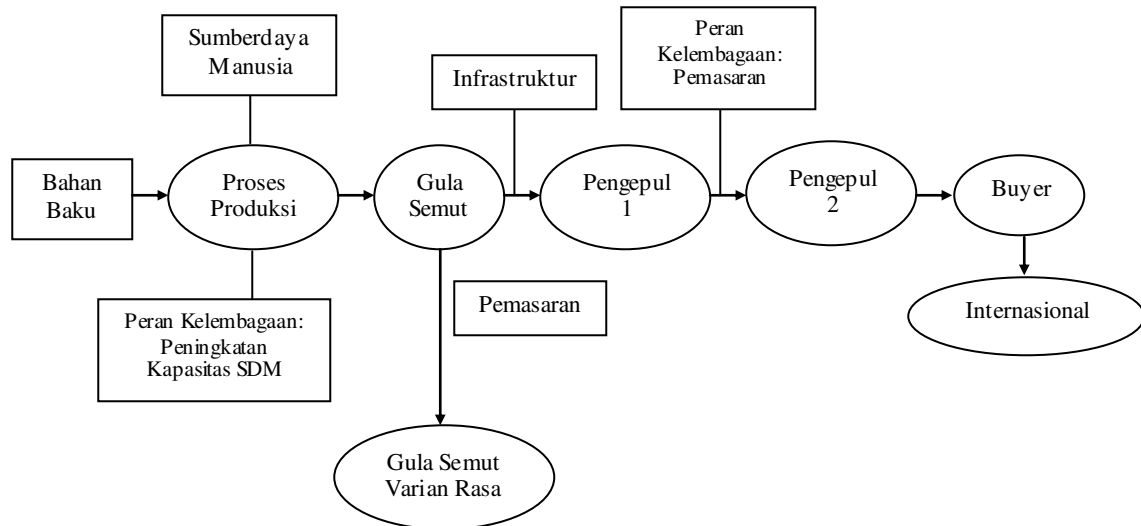 Sumberdaya
Manusia
Infrastruktur
Peran
Kelembagaan:
Pemasaran
Bahan
Baku
Proses
Produksi
Gula
Semut
Pengepul
1
Pengepul
2
Buyer
Peran Kelembagaan:
Peningkatan
Kapasitas SDM
Pemasaran
Internasional
Gula Semut
Varian Rasa